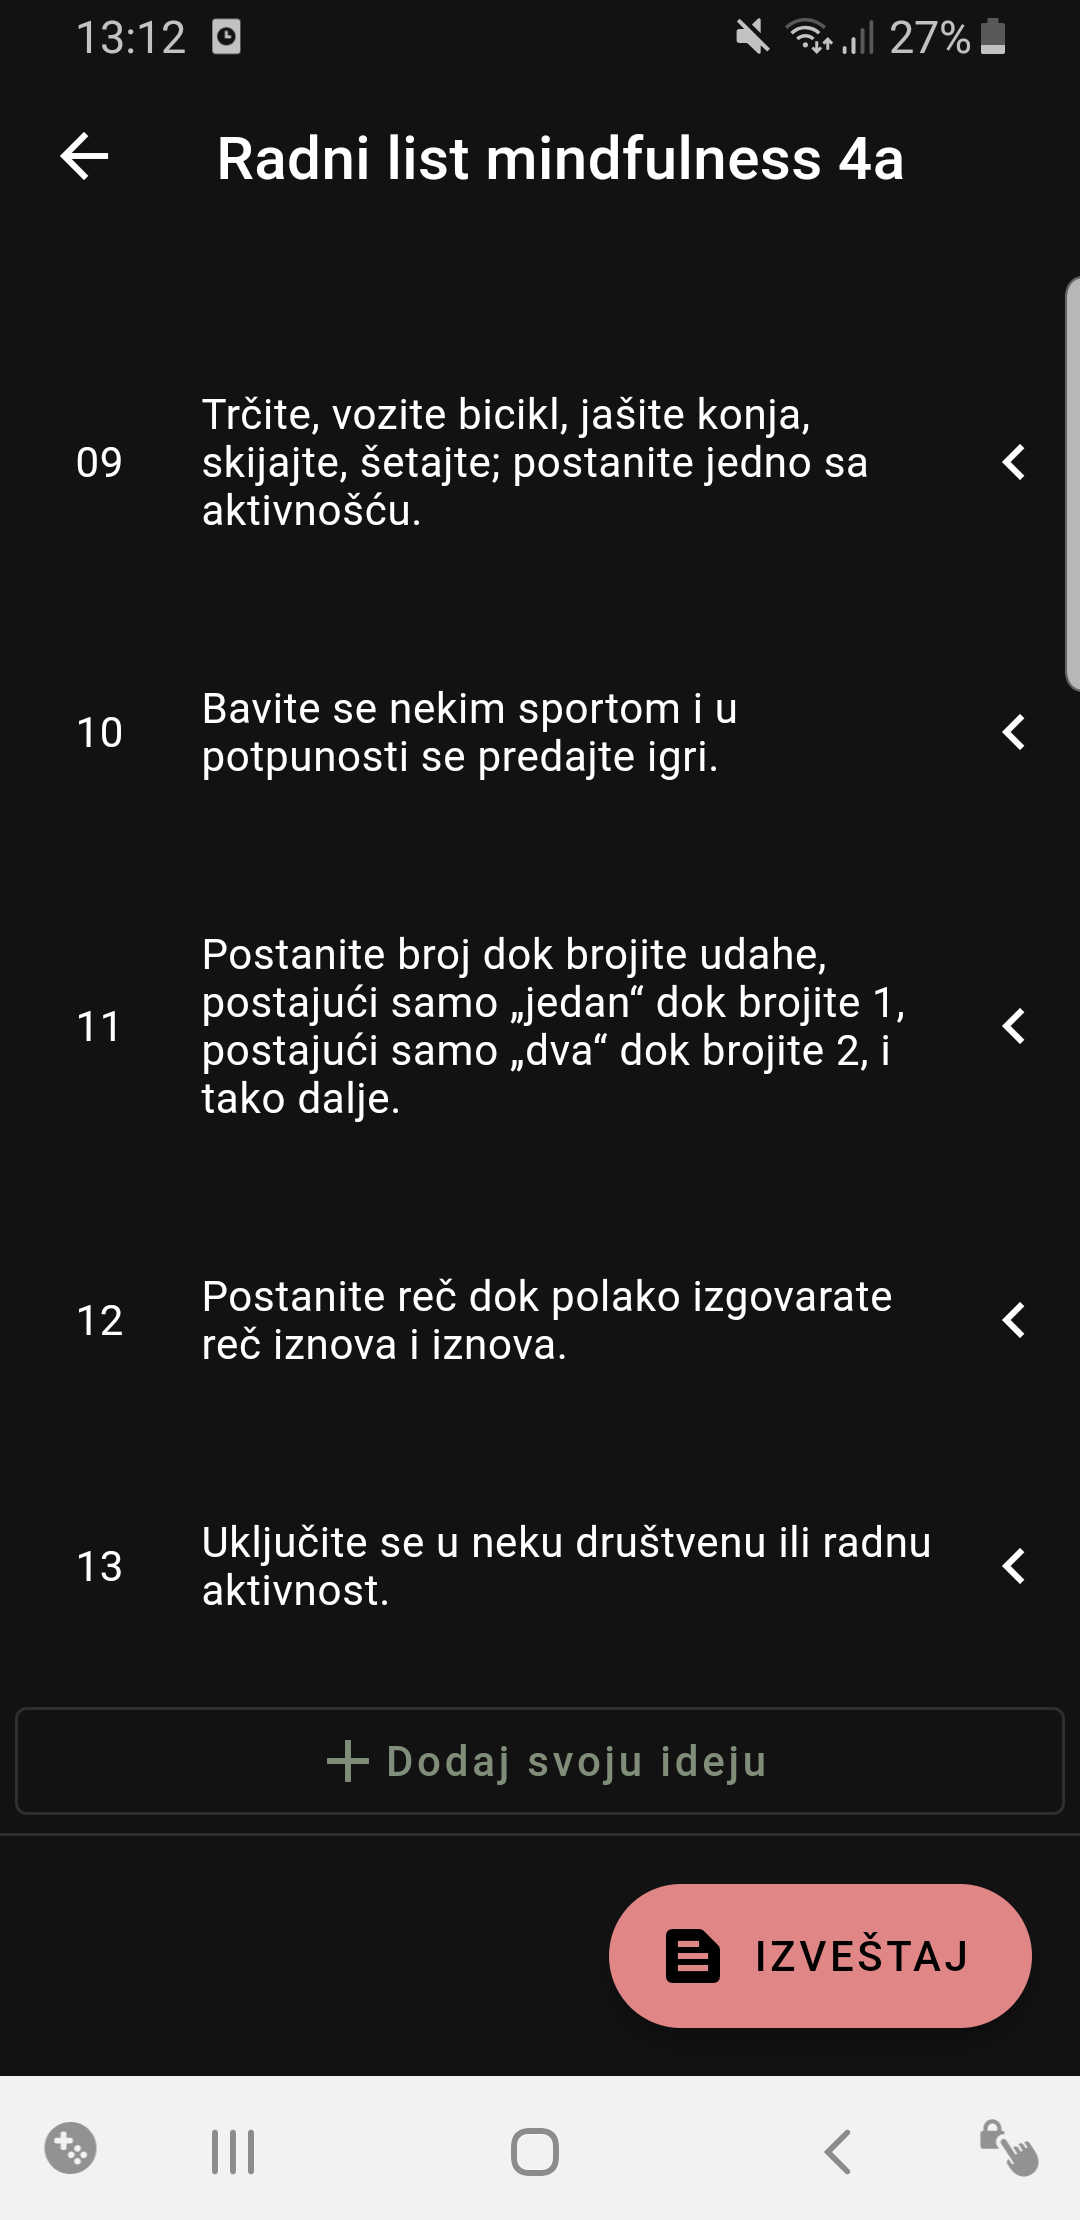 13:12
27%
Radni list mindfulness 4a
09
Trčite, vozite bicikl, jašite konja,
skijajte, šetajte; postanite jedno sa
aktivnošću.
10
Bavite se nekim sportom i u
potpunosti se predajte igri.
11
Postanite broj dok brojite udahe,
postajući samo „jedan“ dok brojite 1,
postajući samo „dva“ dok brojite 2, i
tako dalje.
12
Postanite reč dok polako izgovarate
reč iznova i iznova.
13
Uključite se u neku društvenu ili radnu
aktivnost.
Dodaj svoju ideju
IZVEŠTAJ